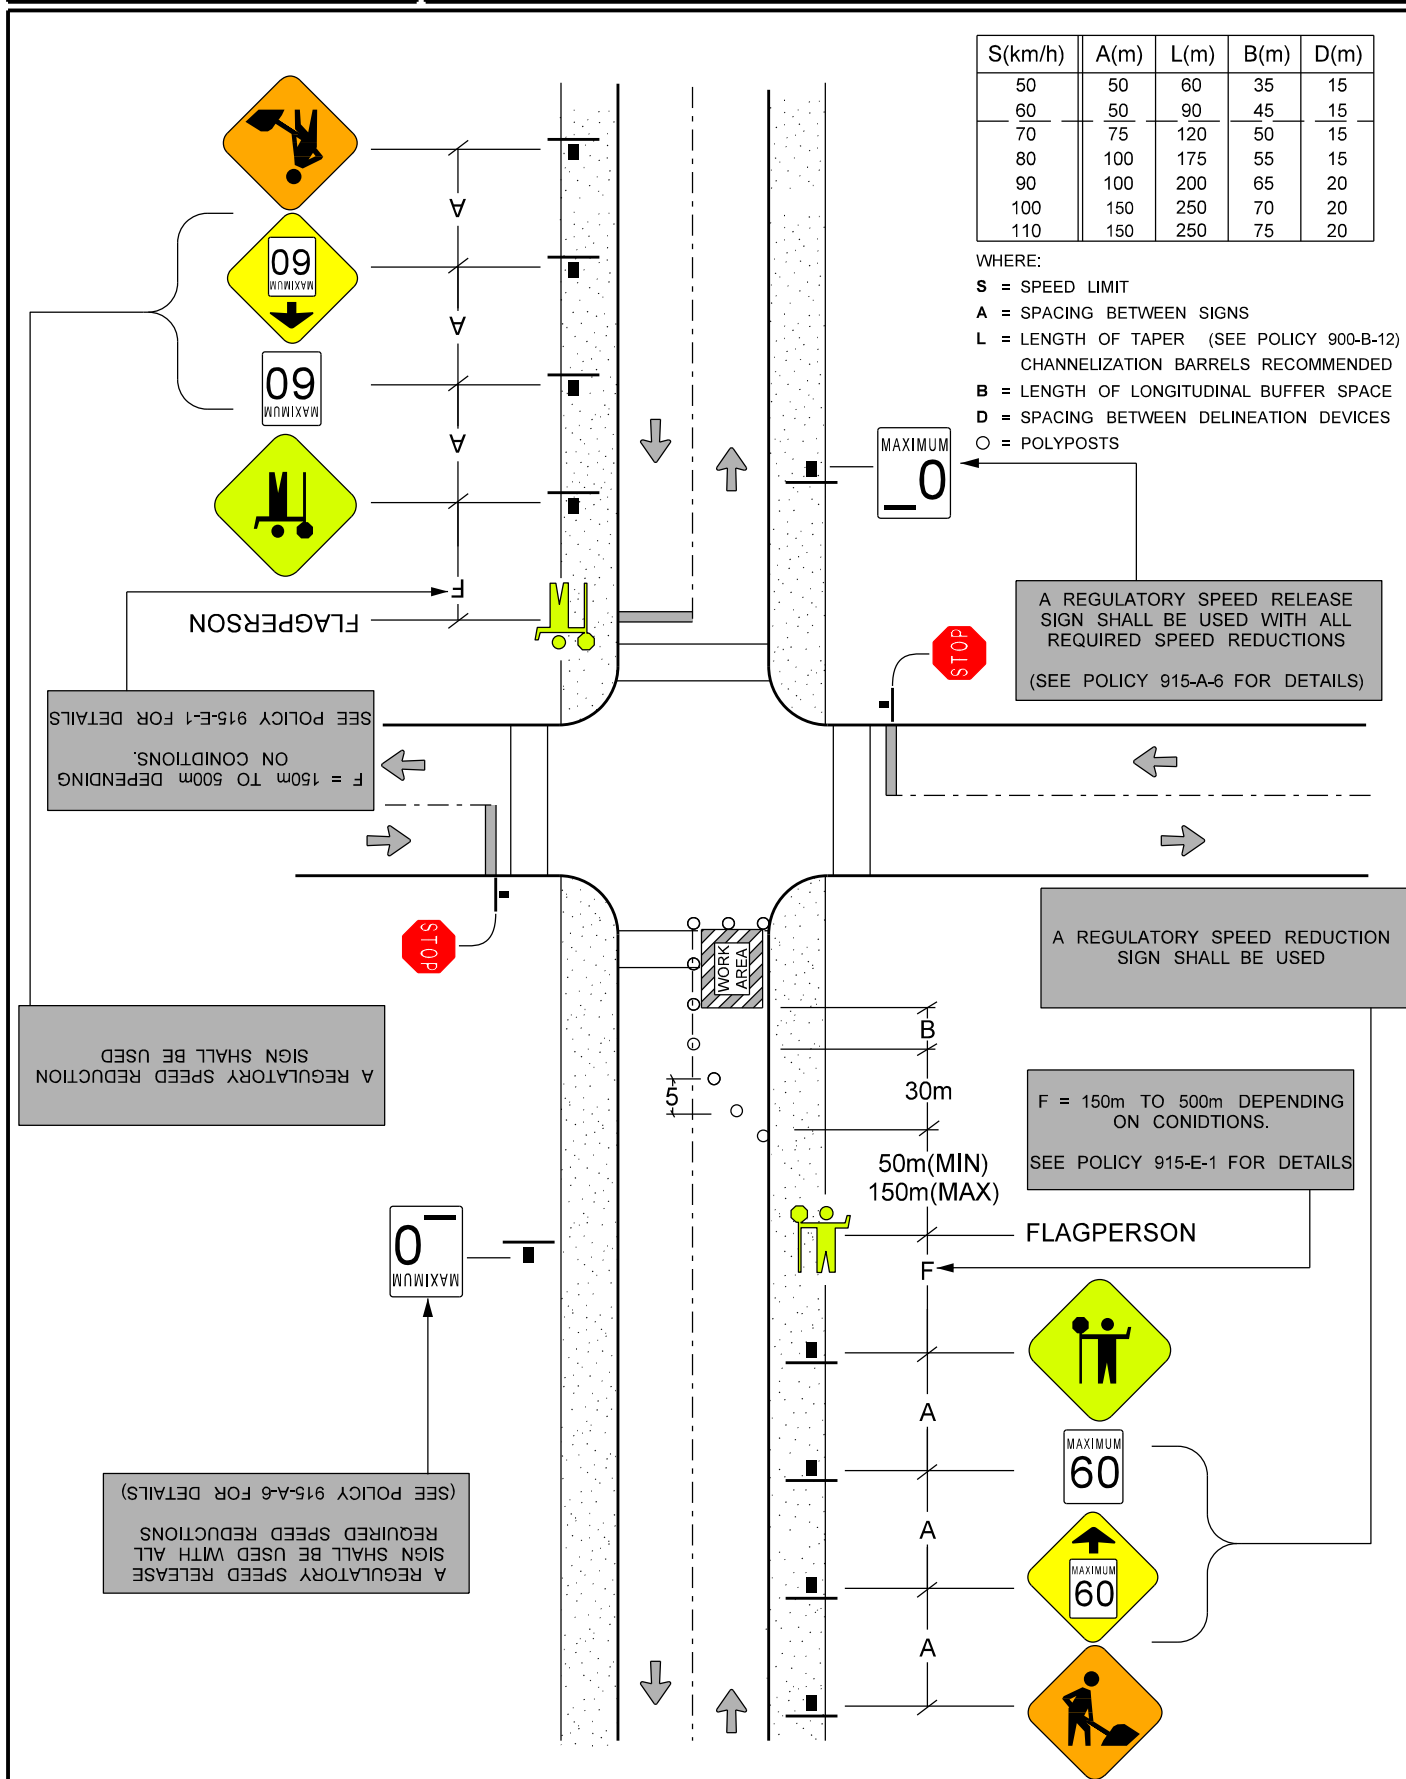 S(km/h) A(m) L(m) B(m) D(m)
50 50 60 35 15
60 50 90 45 15
70 75 120 50 15
80 100 175 55 15
90 100 200 65 20
100 150 250 70 20
110 150 250 75 20
WHERE:
S = SPEED LIMIT
A = SPACING BETWEEN SIGNS
L = LENGTH OF TAPER (SEE POLICY 900-B-12)
CHANNELIZATION BARRELS RECOMMENDED
B = LENGTH OF LONGITUDINAL BUFFER SPACE
D = SPACING BETWEEN DELINEATION DEVICES
○ = POLYPOSTS
A
MAXIMUM
60
A
MAXIMUM
60
A
F
FLAGPERSON
MAXIMUM
_0
A REGULATORY SPEED RELEASE
SIGN SHALL BE USED WITH ALL
REQUIRED SPEED REDUCTIONS
(SEE POLICY 915-A-6 FOR DETAILS)
STOP
F = 150m TO 500m DEPENDING
ON CONIDTIONS.
SEE POLICY 915-E-1 FOR DETAILS
STOP
A REGULATORY SPEED REDUCTION
SIGN SHALL BE USED
WORK
AREA
A REGULATORY SPEED REDUCTION
SIGN SHALL BE USED
B
30m
5
50m(MIN)
150m(MAX)
F = 150m TO 500m DEPENDING
ON CONIDTIONS.
SEE POLICY 915-E-1 FOR DETAILS
FLAGPERSON
F
MAXIMUM
_0
A REGULATORY SPEED RELEASE
SIGN SHALL BE USED WITH ALL
REQUIRED SPEED REDUCTIONS
(SEE POLICY 915-A-6 FOR DETAILS)
A
MAXIMUM
60
A
MAXIMUM
60
A